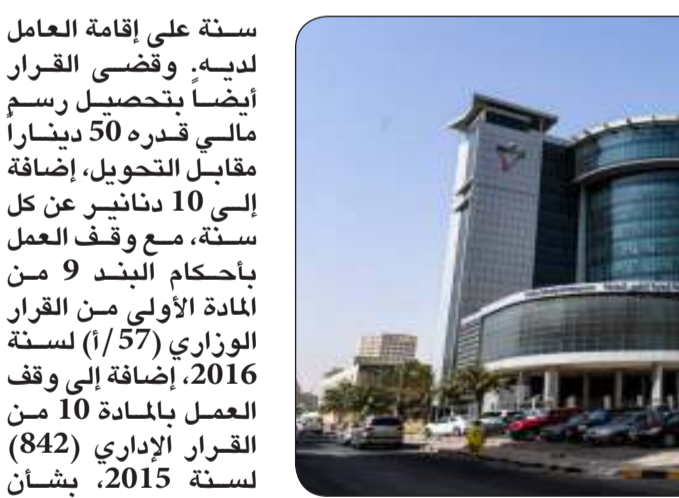 سنة على إقامة العامل
لديه. وقضى القرار
أيضاً بتحصيل رسم
مالي قدره 50 ديناراً
مقابل التحويل، إضافة
إلى 10 دنانير عن كل
سنة، مع وقف العمل
بأحكام البند 9 من
المادة الأولى من القرار
الوزاري (57/أ) لسنة
2016، إضافة إلى وقف
العمل بالمادة 10 من
القرار الإداري (842)
لسنة 2015، بشأن